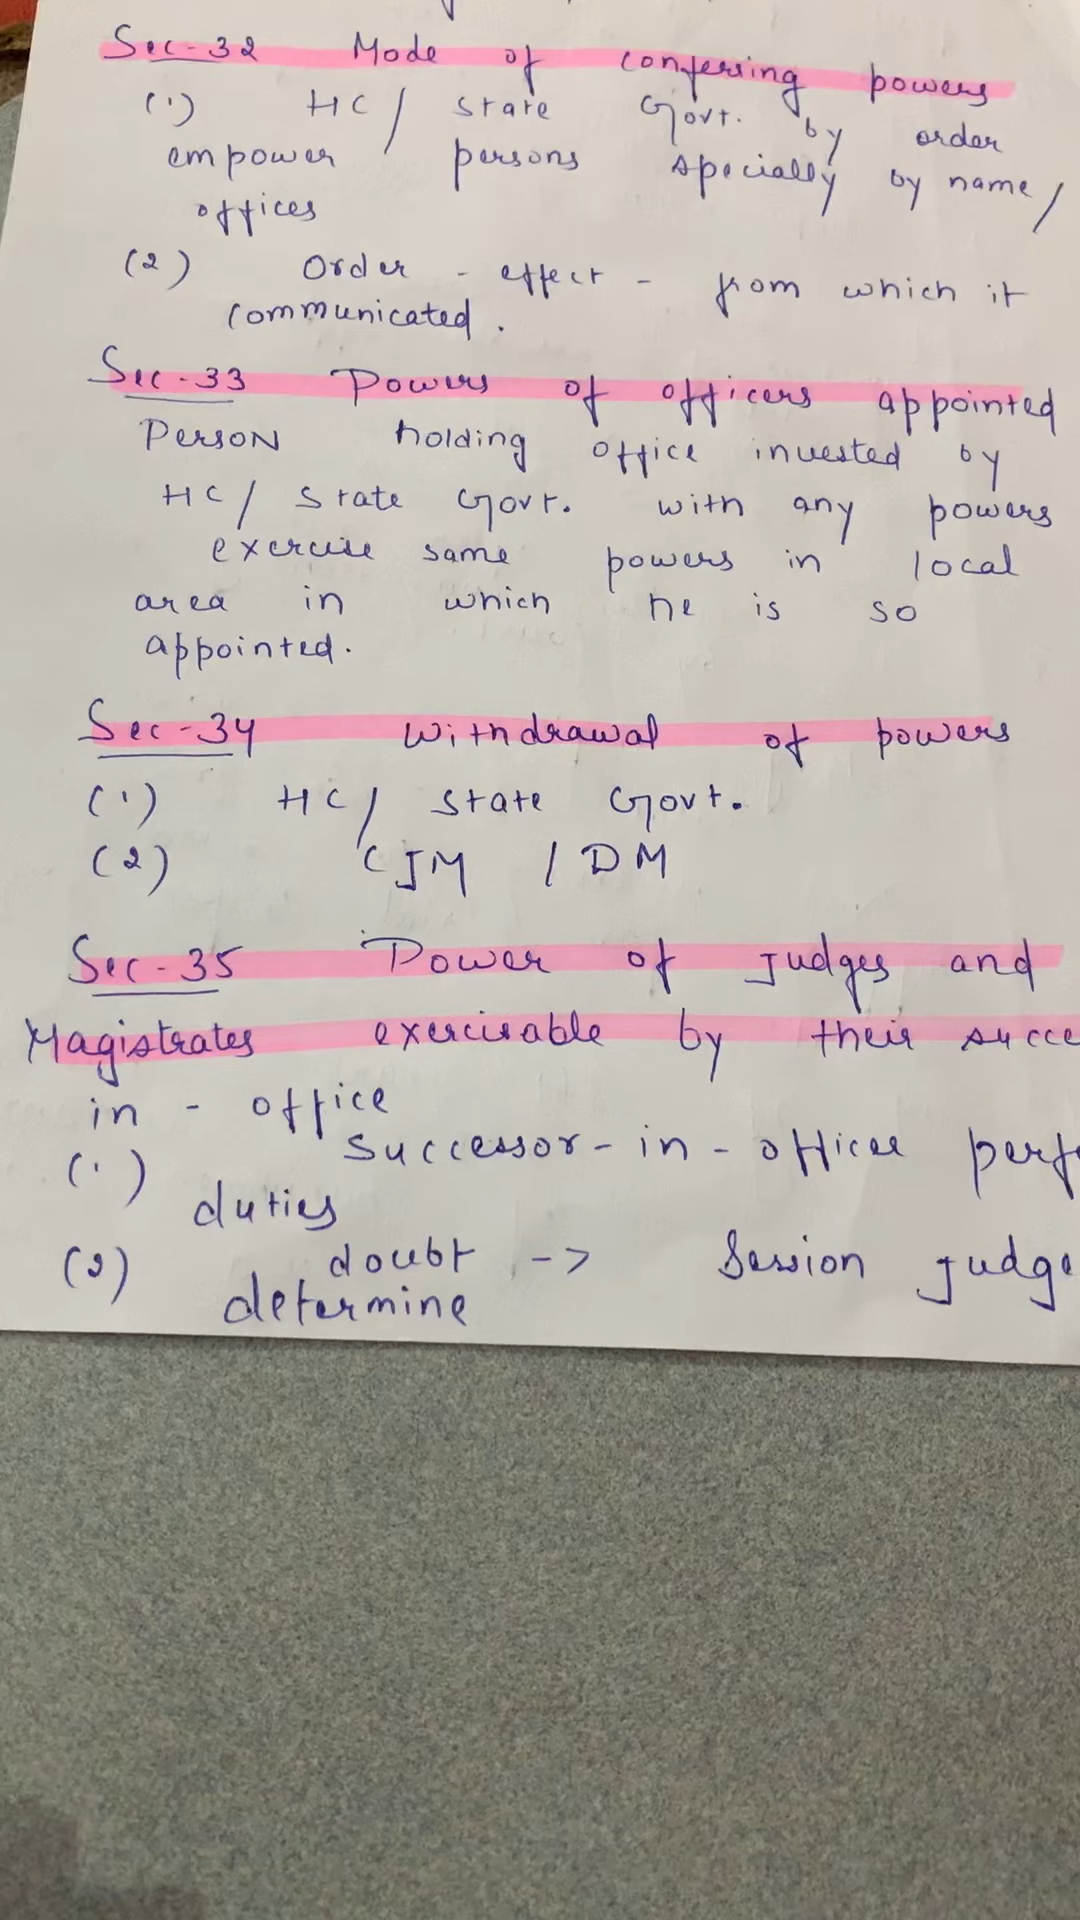 Sec-32 Mode of conferring powers
(1) HC / State Govt. by order
empower persons specially by name/
offices
(2) Order - effect - from which it
communicated.
Sec-33 Powers of officers appointed
Person holding office invested by
HC/ State Govt. with any powers
exercise same powers in local
area in which he is so
appointed.
Sec-34 Withdrawal of powers
(1) HC/ State Govt.
(2) CJM / DM
Sec-35 Power of Judges and
Magistrates exercisable by their succe
in - office
(1) Successor-in-officer perf
duties
(2) doubt -> Session Judge
determine